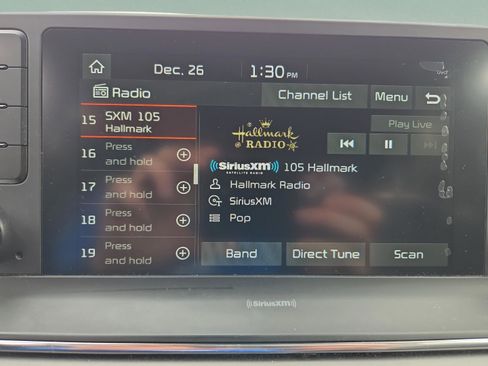 Dec. 26
1:30 PM
Radio
Channel List
Menu
15 SXM 105
Hallmark
Play Live
Hallmark
RADIO
16 Press
and hold
((SiriusXM))
SATELLITE RADIO
105 Hallmark
17 Press
and hold
Hallmark Radio
SiriusXM
18 Press
and hold
Pop
19 Press
and hold
Band
Direct Tune
Scan
((SiriusXM))